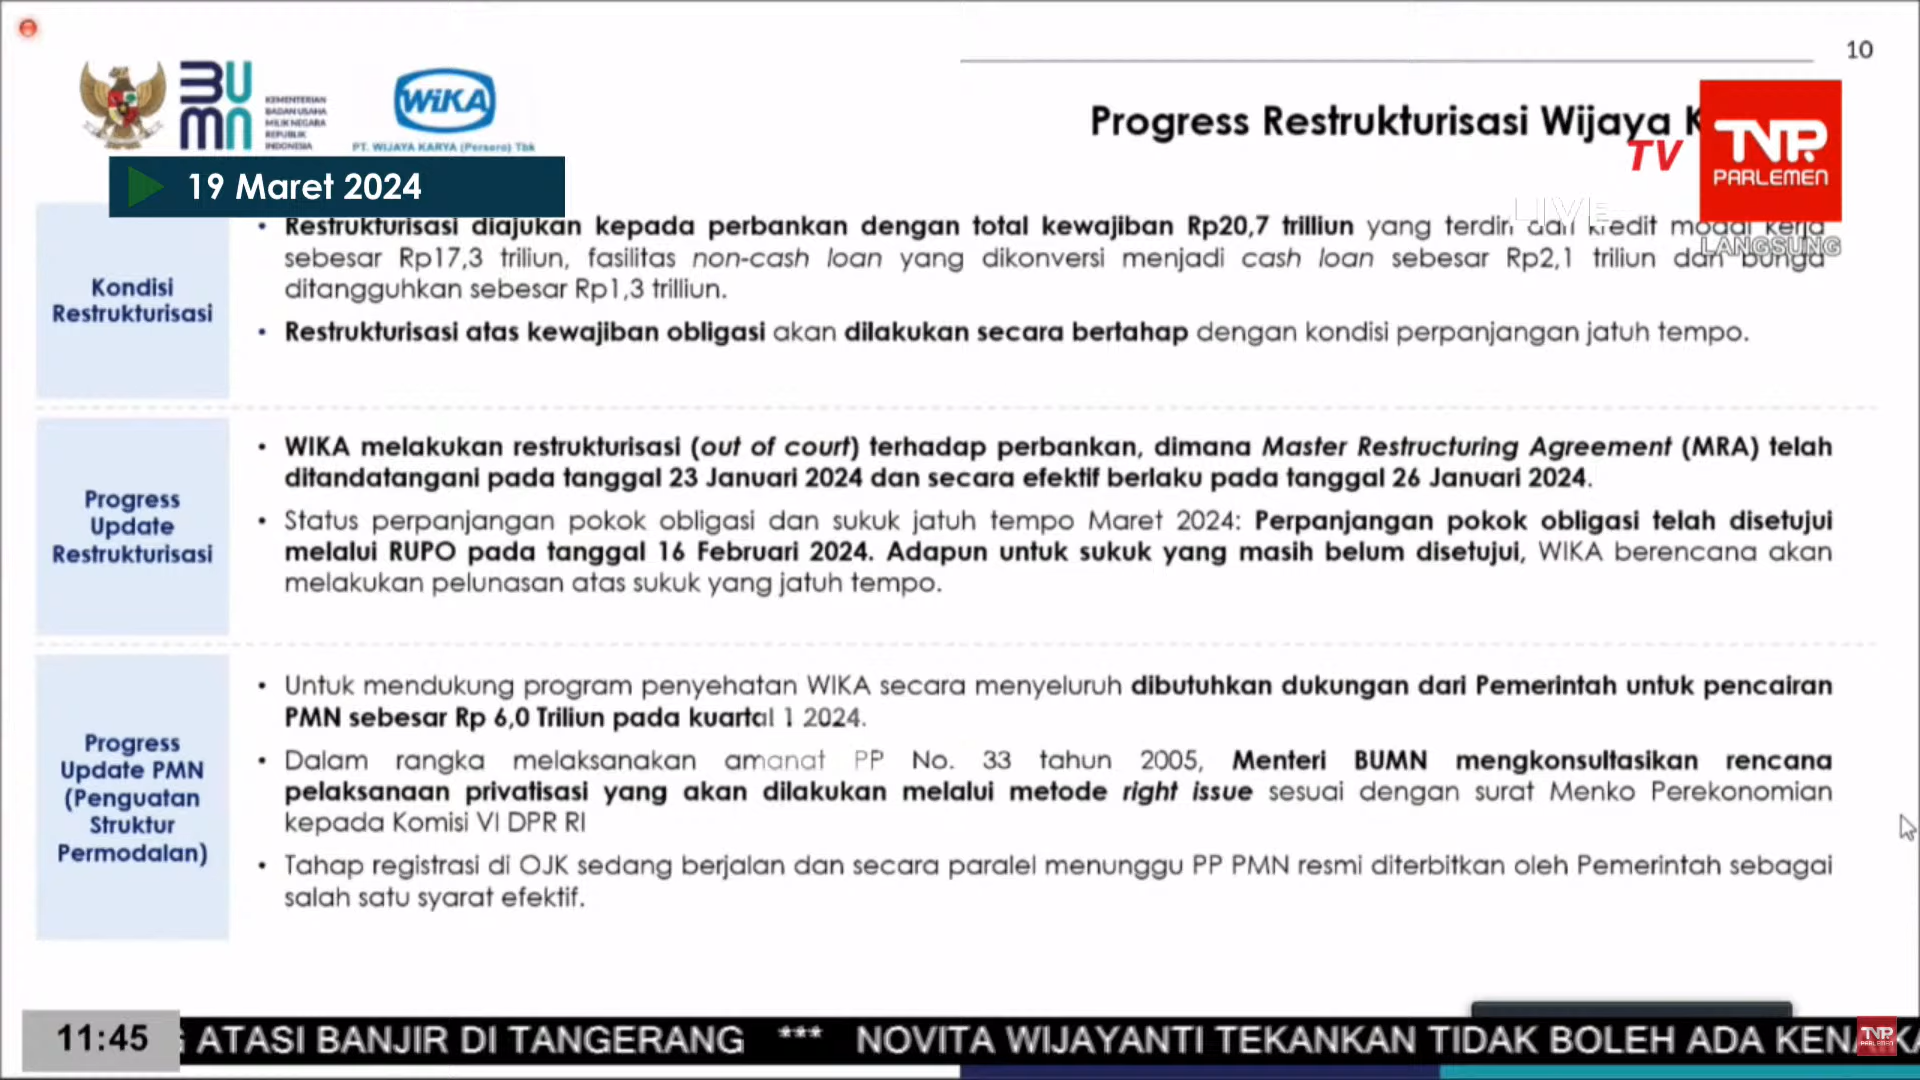 10
BUMN
KEMENTERIAN
BADAN USAHA
MILIK NEGARA
REPUBLIK
INDONESIA
WIKA
PT. WIJAYA KARYA (Persero) Tbk
Progress Restrukturisasi Wijaya K
TV
TVR
PARLEMEN
LIVE
LANGSUNG
19 Maret 2024
Kondisi
Restrukturisasi
• Restrukturisasi diajukan kepada perbankan dengan total kewajiban Rp20,7 trilliun yang terdiri dari kredit modal kerja
sebesar Rp17,3 triliun, fasilitas non-cash loan yang dikonversi menjadi cash loan sebesar Rp2,1 triliun dan bunga
ditangguhkan sebesar Rp1,3 trilliun.
• Restrukturisasi atas kewajiban obligasi akan dilakukan secara bertahap dengan kondisi perpanjangan jatuh tempo.
Progress
Update
Restrukturisasi
• WIKA melakukan restrukturisasi (out of court) terhadap perbankan, dimana Master Restructuring Agreement (MRA) telah
ditandatangani pada tanggal 23 Januari 2024 dan secara efektif berlaku pada tanggal 26 Januari 2024.
• Status perpanjangan pokok obligasi dan sukuk jatuh tempo Maret 2024: Perpanjangan pokok obligasi telah disetujui
melalui RUPO pada tanggal 16 Februari 2024. Adapun untuk sukuk yang masih belum disetujui, WIKA berencana akan
melakukan pelunasan atas sukuk yang jatuh tempo.
Progress
Update PMN
(Penguatan
Struktur
Permodalan)
• Untuk mendukung program penyehatan WIKA secara menyeluruh dibutuhkan dukungan dari Pemerintah untuk pencairan
PMN sebesar Rp 6,0 Triliun pada kuartal 1 2024.
• Dalam rangka melaksanakan amanat PP No. 33 tahun 2005, Menteri BUMN mengkonsultasikan rencana
pelaksanaan privatisasi yang akan dilakukan melalui metode right issue sesuai dengan surat Menko Perekonomian
kepada Komisi VI DPR RI
• Tahap registrasi di OJK sedang berjalan dan secara paralel menunggu PP PMN resmi diterbitkan oleh Pemerintah sebagai
salah satu syarat efektif.
11:45
ATASI BANJIR DI TANGERANG *** NOVITA WIJAYANTI TEKANKAN TIDAK BOLEH ADA
TVR
PARLEMEN